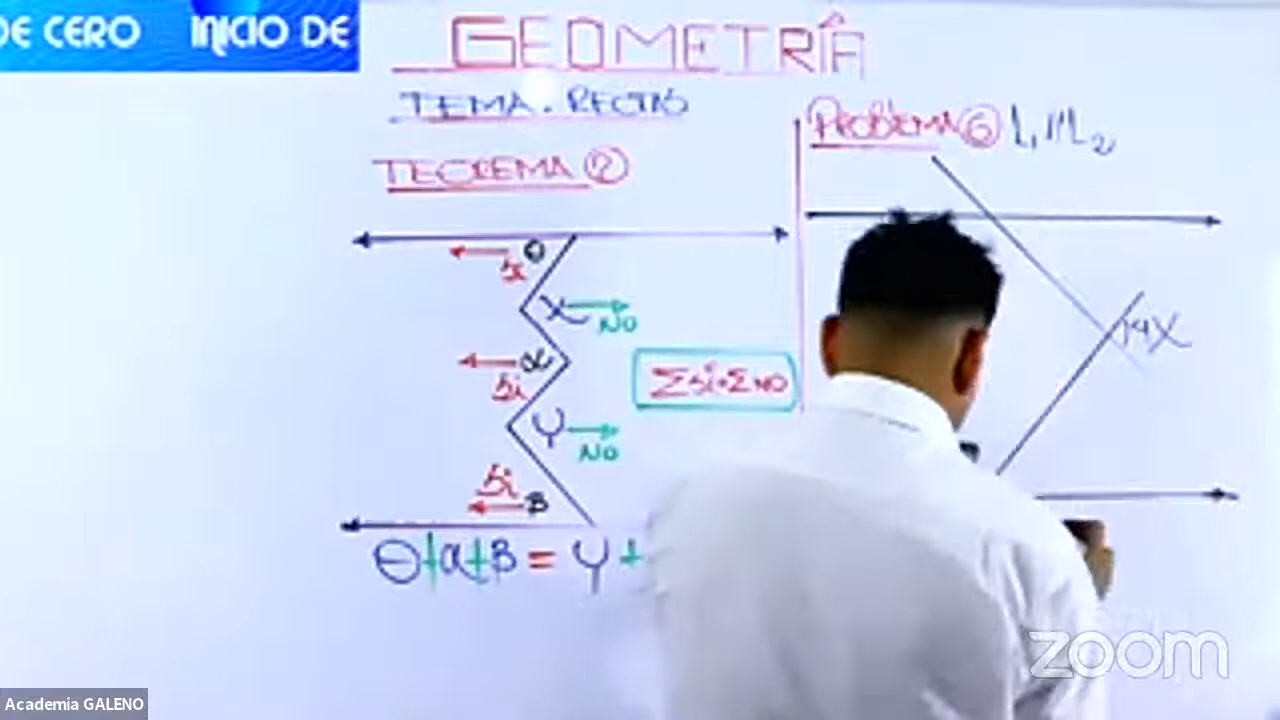 DE CERO INICIO DE
GEOMETRÍA
TEMA. RECTAS
TEOREMA ②
PROBLEMA ⑥ L₁//L₂
θ
Si
X
No
α
Si
Σsi=ΣNO
Y
No
Si
B
θ+α+B = Y +
X
zoom
Academia GALENO